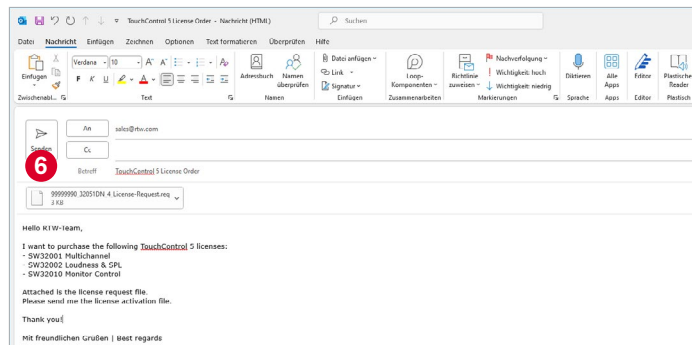 TouchControl 5 License Order - Nachricht (HTML)
Suchen
Datei Nachricht Einfügen Zeichnen Optionen Text formatieren Überprüfen Hilfe
Einfügen
Verdana 10
F K U
Adressbuch
Namen überprüfen
Datei anfügen
Link
Signatur
Loop-Komponenten
Richtlinie zuweisen
Nachverfolgung
Wichtigkeit: hoch
Wichtigkeit: niedrig
Diktieren
Alle Apps
Editor
Plastischer Reader
Zwischenabl... Text Namen Einfügen Zusammenarbeiten Markierungen Sprache Apps Editor Plastisch
Senden
6
An sales@rtw.com
Cc
Betreff TouchControl 5 License Order
99999990 32051DN 4 License-Request.req
3 KB
Hello RTW-Team,
I want to purchase the following TouchControl 5 licenses:
- SW32001 Multichannel
- SW32002 Loudness & SPL
- SW32010 Monitor Control
Attached is the license request file.
Please send me the license activation file.
Thank you!
Mit freundlichen Grüßen | Best regards